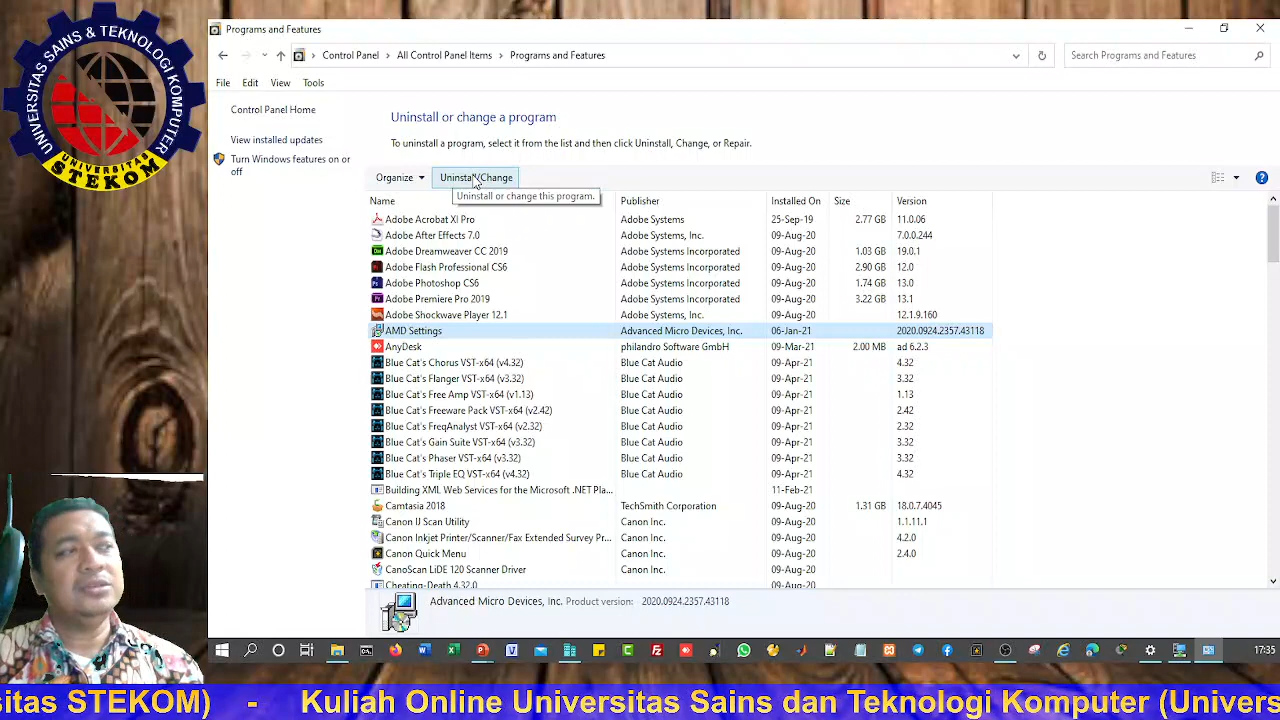 UNIVERSITAS SAINS & TEKNOLOGI KOMPUTER
UNIVERSITAS
STEKOM
Programs and Features
Control Panel
All Control Panel Items
Programs and Features
Search Programs and Features
File Edit View Tools
Control Panel Home
View installed updates
Turn Windows features on or
off
Uninstall or change a program
To uninstall a program, select it from the list and then click Uninstall, Change, or Repair.
Organize
Uninstall/Change
Uninstall or change this program.
Name Publisher Installed On Size Version
Adobe Acrobat XI Pro Adobe Systems 25-Sep-19 2.77 GB 11.0.06
Adobe After Effects 7.0 Adobe Systems, Inc. 09-Aug-20 7.0.0.244
Adobe Dreamweaver CC 2019 Adobe Systems Incorporated 09-Aug-20 1.03 GB 19.0.1
Adobe Flash Professional CS6 Adobe Systems Incorporated 09-Aug-20 2.90 GB 12.0
Adobe Photoshop CS6 Adobe Systems Incorporated 09-Aug-20 1.74 GB 13.0
Adobe Premiere Pro 2019 Adobe Systems Incorporated 09-Aug-20 3.22 GB 13.1
Adobe Shockwave Player 12.1 Adobe Systems, Inc. 09-Aug-20 12.1.9.160
AMD Settings Advanced Micro Devices, Inc. 06-Jan-21 2020.0924.2357.43118
AnyDesk philandro Software GmbH 09-Mar-21 2.00 MB ad 6.2.3
Blue Cat's Chorus VST-x64 (v4.32) Blue Cat Audio 09-Apr-21 4.32
Blue Cat's Flanger VST-x64 (v3.32) Blue Cat Audio 09-Apr-21 3.32
Blue Cat's Free Amp VST-x64 (v1.13) Blue Cat Audio 09-Apr-21 1.13
Blue Cat's Freeware Pack VST-x64 (v2.42) Blue Cat Audio 09-Apr-21 2.42
Blue Cat's FreqAnalyst VST-x64 (v2.32) Blue Cat Audio 09-Apr-21 2.32
Blue Cat's Gain Suite VST-x64 (v3.32) Blue Cat Audio 09-Apr-21 3.32
Blue Cat's Phaser VST-x64 (v3.32) Blue Cat Audio 09-Apr-21 3.32
Blue Cat's Triple EQ VST-x64 (v4.32) Blue Cat Audio 09-Apr-21 4.32
Building XML Web Services for the Microsoft .NET Pla... 11-Feb-21
Camtasia 2018 TechSmith Corporation 09-Aug-20 1.31 GB 18.0.7.4045
Canon IJ Scan Utility Canon Inc. 09-Aug-20 1.1.11.1
Canon Inkjet Printer/Scanner/Fax Extended Survey Pr... Canon Inc. 09-Aug-20 4.2.0
Canon Quick Menu Canon Inc. 09-Aug-20 2.4.0
CanoScan LiDE 120 Scanner Driver Canon Inc. 09-Aug-20
Cheating-Death 4.32.0 09-Aug-20
Advanced Micro Devices, Inc. Product version: 2020.0924.2357.43118
17:35
sitas STEKOM) - Kuliah Online Universitas Sains dan Teknologi Komputer (Univers